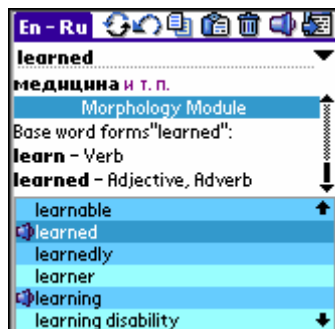 En - Ru
learned
медицина и т. п.
Morphology Module
Base word forms"learned":
learn - Verb
learned - Adjective, Adverb
learnable
learned
learnedly
learner
learning
learning disability